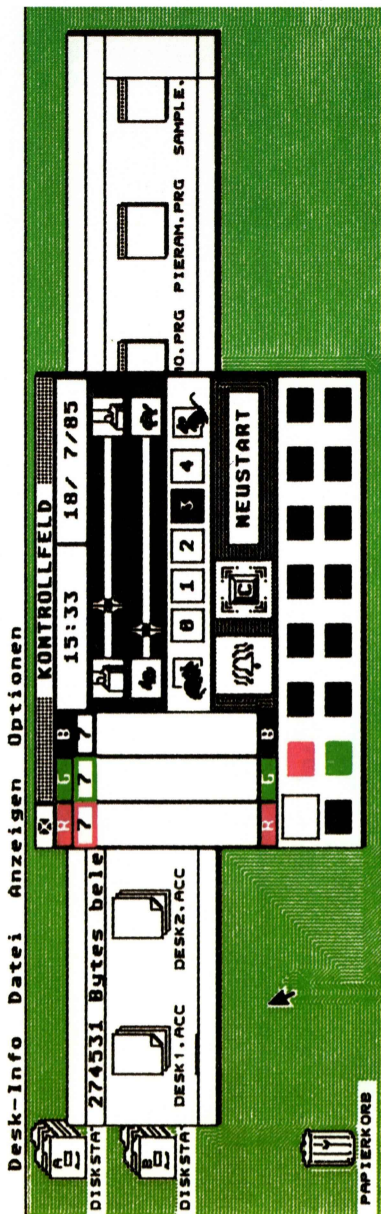 Desk-Info Datei Anzeigen Optionen
A
DISKSTA
B
DISKSTA
PAPIERKORB
274531 Bytes bele
DESK1.ACC DESK2.ACC
O.PRG PIERAM.PRG SAMPLE.
KONTROLLFELD
R G B
7 7 7
15:33 18/ 7/85
0 1 2 3 4
C
NEUSTART
R G B